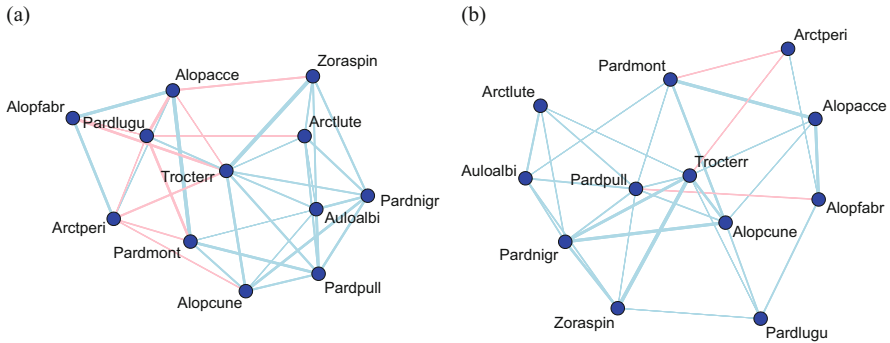 (a)
Zoraspin
Alopacce
Alopfabr
Pardlugu
Arctlute
Trocterr
Pardnigr
Auloalbi
Arctperi
Pardmont
Pardpull
Alopcune
(b)
Arctperi
Pardmont
Arctlute
Alopacce
Trocterr
Auloalbi
Pardpull
Alopfabr
Alopcune
Pardnigr
Zoraspin
Pardlugu